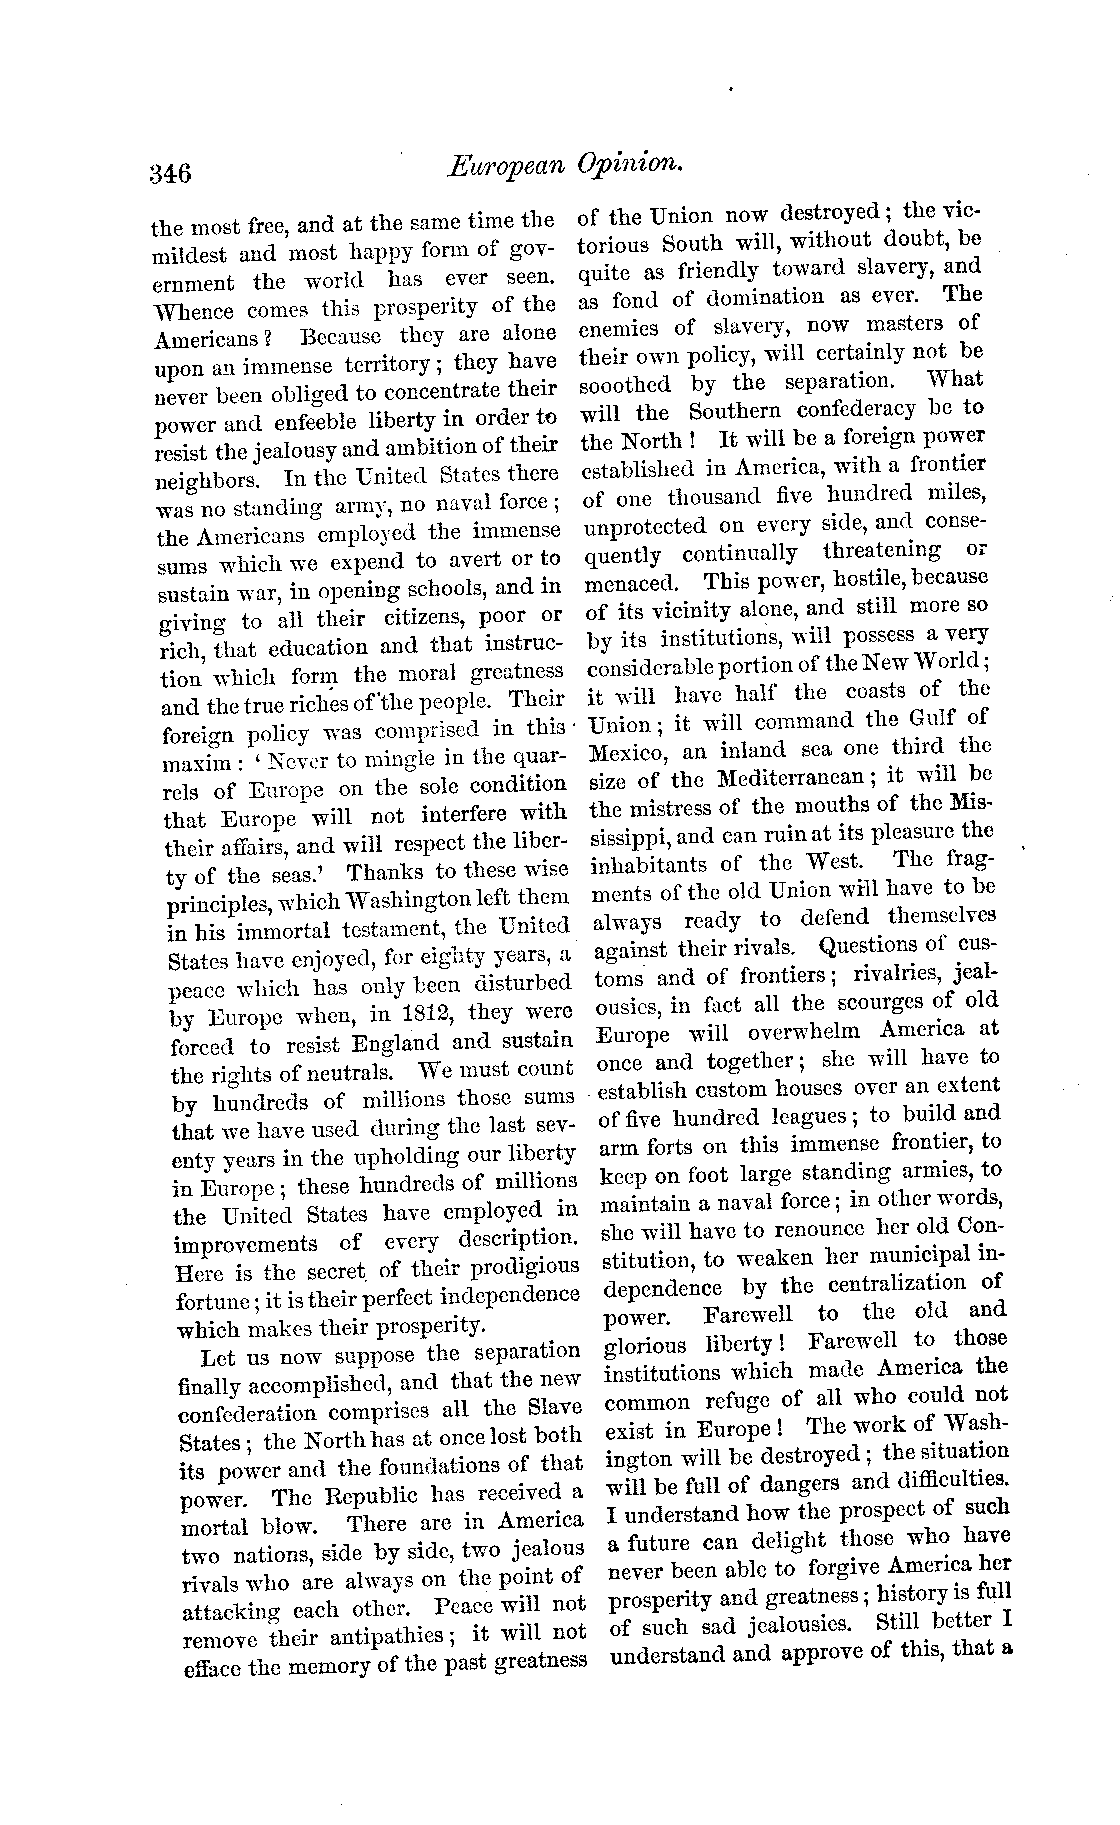 346
European Opinion.
the most free, and at the same time the
mildest and most happy form of gov-
ernment the world has ever seen.
Whence comes this prosperity of the
Americans? Because they are alone
upon an immense territory; they have
never been obliged to concentrate their
power and enfeeble liberty in order to
resist the jealousy and ambition of their
neighbors. In the United States there
was no standing army, no naval force;
the Americans employed the immense
sums which we expend to avert or to
sustain war, in opening schools, and in
giving to all their citizens, poor or
rich, that education and that instruc-
tion which form the moral greatness
and the true riches of the people. Their
foreign policy was comprised in this
maxim: ‘Never to mingle in the quar-
rels of Europe on the sole condition
that Europe will not interfere with
their affairs, and will respect the liber-
ty of the seas.’ Thanks to these wise
principles, which Washington left them
in his immortal testament, the United
States have enjoyed, for eighty years, a
peace which has only been disturbed
by Europe when, in 1812, they were
forced to resist England and sustain
the rights of neutrals. We must count
by hundreds of millions those sums
that we have used during the last sev-
enty years in the upholding our liberty
in Europe; these hundreds of millions
the United States have employed in
improvements of every description.
Here is the secret of their prodigious
fortune; it is their perfect independence
which makes their prosperity.
Let us now suppose the separation
finally accomplished, and that the new
confederation comprises all the Slave
States; the North has at once lost both
its power and the foundations of that
power. The Republic has received a
mortal blow. There are in America
two nations, side by side, two jealous
rivals who are always on the point of
attacking each other. Peace will not
remove their antipathies; it will not
efface the memory of the past greatness
of the Union now destroyed; the vic-
torious South will, without doubt, be
quite as friendly toward slavery, and
as fond of domination as ever. The
enemies of slavery, now masters of
their own policy, will certainly not be
sooothed by the separation. What
will the Southern confederacy be to
the North! It will be a foreign power
established in America, with a frontier
of one thousand five hundred miles,
unprotected on every side, and conse-
quently continually threatening or
menaced. This power, hostile, because
of its vicinity alone, and still more so
by its institutions, will possess a very
considerable portion of the New World;
it will have half the coasts of the
Union; it will command the Gulf of
Mexico, an inland sea one third the
size of the Mediterranean; it will be
the mistress of the mouths of the Mis-
sissippi, and can ruin at its pleasure the
inhabitants of the West. The frag-
ments of the old Union will have to be
always ready to defend themselves
against their rivals. Questions of cus-
toms and of frontiers; rivalries, jeal-
ousies, in fact all the scourges of old
Europe will overwhelm America at
once and together; she will have to
establish custom houses over an extent
of five hundred leagues; to build and
arm forts on this immense frontier, to
keep on foot large standing armies, to
maintain a naval force; in other words,
she will have to renounce her old Con-
stitution, to weaken her municipal in-
dependence by the centralization of
power. Farewell to the old and
glorious liberty! Farewell to those
institutions which made America the
common refuge of all who could not
exist in Europe! The work of Wash-
ington will be destroyed; the situation
will be full of dangers and difficulties.
I understand how the prospect of such
a future can delight those who have
never been able to forgive America her
prosperity and greatness; history is full
of such sad jealousies. Still better I
understand and approve of this, that a